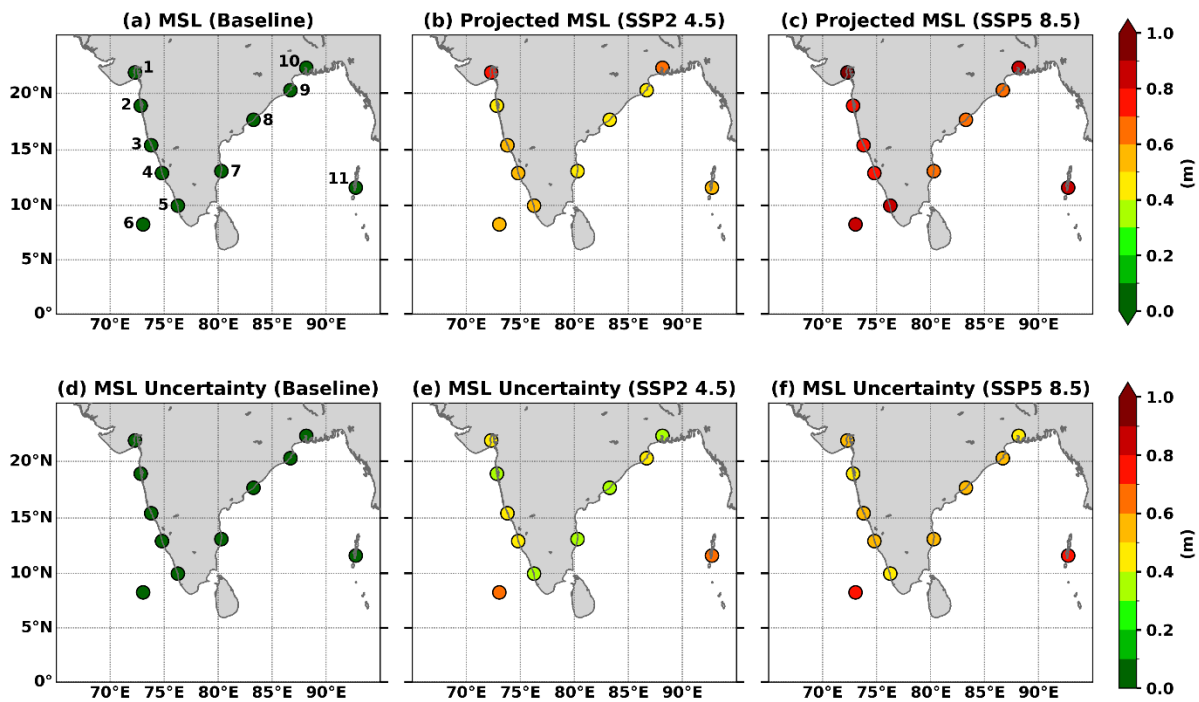 (a) MSL (Baseline)
(b) Projected MSL (SSP2 4.5)
(c) Projected MSL (SSP5 8.5)
20°N
15°N
10°N
5°N
0°
1
2
3
4
5
6
7
8
9
10
11
70°E 75°E 80°E 85°E 90°E
70°E 75°E 80°E 85°E 90°E
70°E 75°E 80°E 85°E 90°E
1.0
0.8
0.6
0.4
0.2
0.0
(m)
(d) MSL Uncertainty (Baseline)
(e) MSL Uncertainty (SSP2 4.5)
(f) MSL Uncertainty (SSP5 8.5)
20°N
15°N
10°N
5°N
0°
70°E 75°E 80°E 85°E 90°E
70°E 75°E 80°E 85°E 90°E
70°E 75°E 80°E 85°E 90°E
1.0
0.8
0.6
0.4
0.2
0.0
(m)